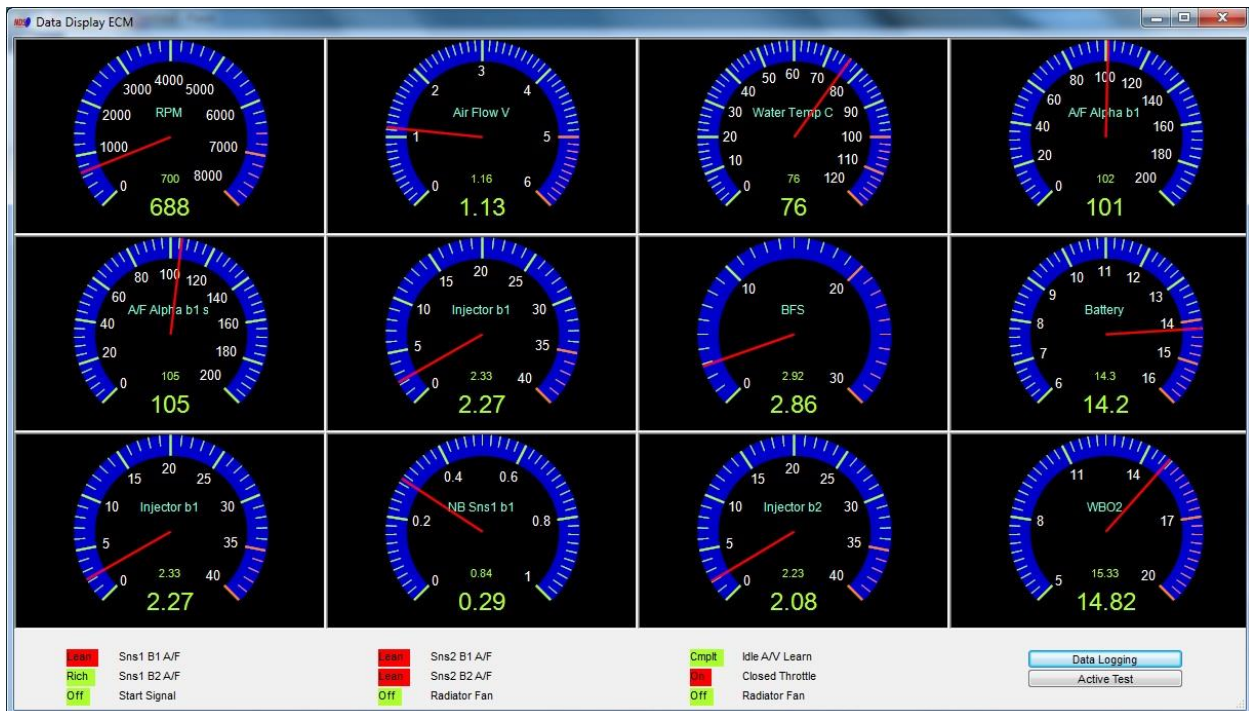 NDSI Data Display ECM
0 1000 2000 3000 4000 5000 6000 7000 8000
RPM
700
688
0 1 2 3 4 5 6
Air Flow V
1.16
1.13
0 10 20 30 40 50 60 70 80 90 100 110 120
Water Temp C
76
76
0 20 40 60 80 100 120 140 160 180 200
A/F Alpha b1
102
101
0 20 40 60 80 100 120 140 160 180 200
A/F Alpha b1 s
105
105
0 5 10 15 20 25 30 35 40
Injector b1
2.33
2.27
0 10 20 30
BFS
2.92
2.86
6 7 8 9 10 11 12 13 14 15 16
Battery
14.3
14.2
0 5 10 15 20 25 30 35 40
Injector b1
2.33
2.27
0 0.2 0.4 0.6 0.8 1
NB Sns1 b1
0.84
0.29
0 5 10 15 20 25 30 35 40
Injector b2
2.23
2.08
5 8 11 14 17 20
WBO2
15.33
14.82
Lean Sns1 B1 A/F Lean Sns2 B1 A/F Cmplt Idle A/V Learn Data Logging
Rich Sns1 B2 A/F Lean Sns2 B2 A/F On Closed Throttle Active Test
Off Start Signal Off Radiator Fan Off Radiator Fan